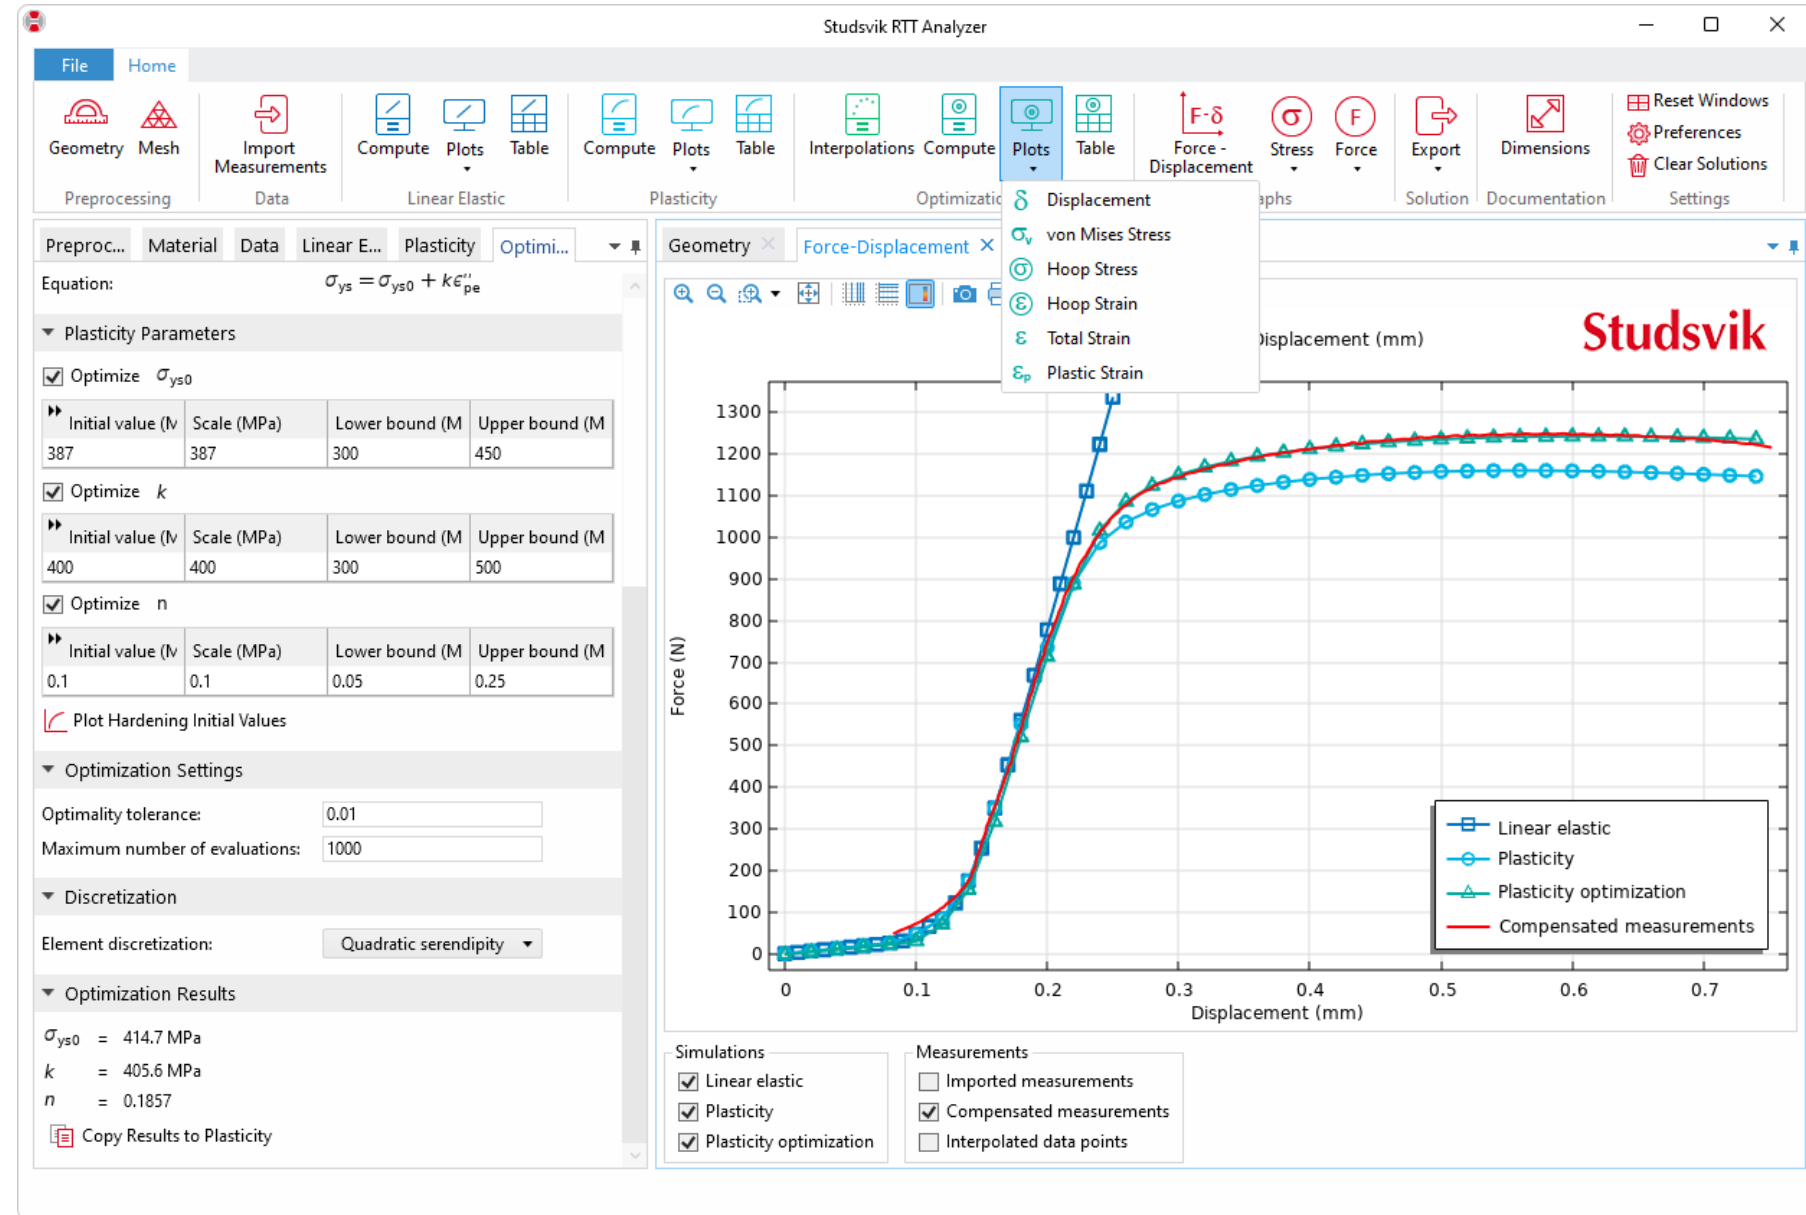 Studsvik RTT Analyzer
File Home
Geometry Mesh Import Measurements Compute Plots Table Compute Plots Table Interpolations Compute Plots Table F-δ Force - Displacement σ Stress F Force Export Dimensions
Reset Windows
Preferences
Clear Solutions
Preprocessing Data Linear Elastic Plasticity Optimizatio aphs Solution Documentation Settings
δ Displacement
σv von Mises Stress
σ Hoop Stress
ε Hoop Strain
ε Total Strain
εp Plastic Strain
Preproc... Material Data Linear E... Plasticity Optimi...
Equation: σys = σys0 + kϵpe''
Plasticity Parameters
Optimize σys0
Initial value (M Scale (MPa) Lower bound (M Upper bound (M
387 387 300 450
Optimize k
Initial value (M Scale (MPa) Lower bound (M Upper bound (M
400 400 300 500
Optimize n
Initial value (M Scale (MPa) Lower bound (M Upper bound (M
0.1 0.1 0.05 0.25
Plot Hardening Initial Values
Optimization Settings
Optimality tolerance: 0.01
Maximum number of evaluations: 1000
Discretization
Element discretization: Quadratic serendipity
Optimization Results
σys0 = 414.7 MPa
k = 405.6 MPa
n = 0.1857
Copy Results to Plasticity
Geometry Force-Displacement
Displacement (mm)
Studsvik
1300
1200
1100
1000
900
800
700
600
500
400
300
200
100
0
Force (N)
0 0.1 0.2 0.3 0.4 0.5 0.6 0.7
Displacement (mm)
Linear elastic
Plasticity
Plasticity optimization
Compensated measurements
Simulations
Linear elastic
Plasticity
Plasticity optimization
Measurements
Imported measurements
Compensated measurements
Interpolated data points